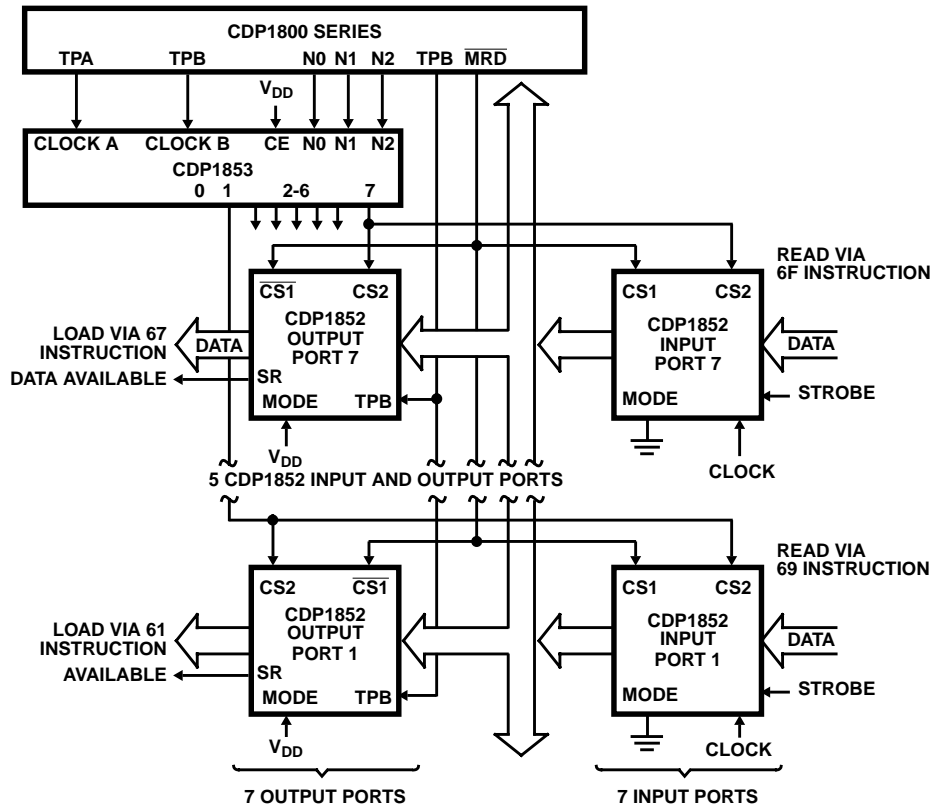 CDP1800 SERIES
TPA TPB N0 N1 N2 TPB MRD
VDD
CLOCK A CLOCK B CE N0 N1 N2
CDP1853
0 1 2-6 7
READ VIA
6F INSTRUCTION
CS1 CS2
CDP1852
OUTPUT
PORT 7
LOAD VIA 67
INSTRUCTION
DATA
DATA AVAILABLE
SR
MODE TPB
VDD
CS1 CS2
CDP1852
INPUT
PORT 7
DATA
MODE
STROBE
CLOCK
5 CDP1852 INPUT AND OUTPUT PORTS
READ VIA
69 INSTRUCTION
CS2 CS1
CDP1852
OUTPUT
PORT 1
LOAD VIA 61
INSTRUCTION
AVAILABLE
SR
MODE TPB
VDD
CS1 CS2
CDP1852
INPUT
PORT 1
DATA
MODE
STROBE
CLOCK
7 OUTPUT PORTS
7 INPUT PORTS